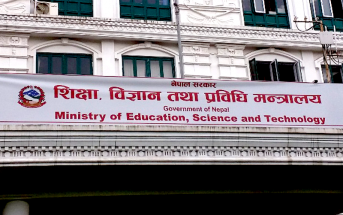 नेपाल सरकार
शिक्षा, विज्ञान तथा प्रविधि मन्त्रालय
Government of Nepal
Ministry of Education, Science and Technology